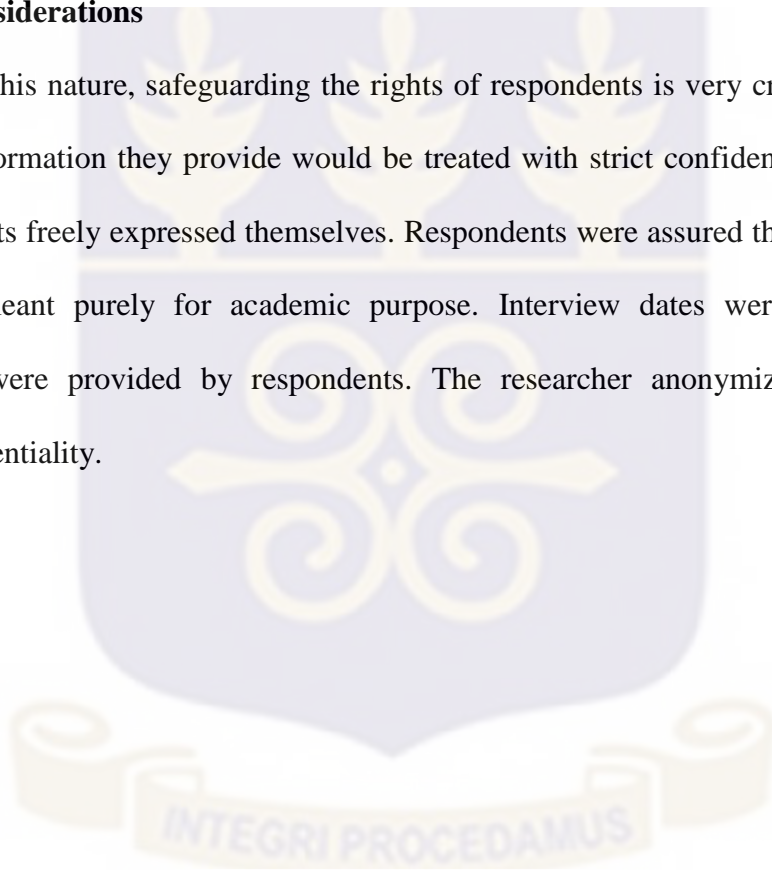 siderations
his nature, safeguarding the rights of respondents is very cr
ormation they provide would be treated with strict confiden
ts freely expressed themselves. Respondents were assured th
eant purely for academic purpose. Interview dates wer
vere provided by respondents. The researcher anonymiz
entiality.
INTEGRI PROCEDAMUS